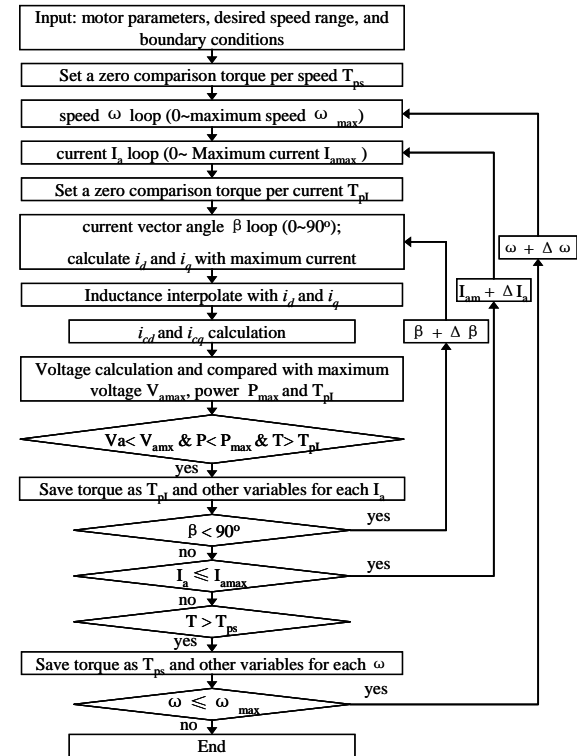 Input: motor parameters, desired speed range, and
boundary conditions
Set a zero comparison torque per speed Tps
speed ω loop (0~maximum speed ω max)
current Ia loop (0~ Maximum current Iamax )
Set a zero comparison torque per current TpI
current vector angle β loop (0~90º);
calculate id and iq with maximum current
ω + Δ ω
Iam + Δ Ia
Inductance interpolate with id and iq
icd and icq calculation
β + Δ β
Voltage calculation and compared with maximum
voltage Vamax, power Pmax and TpI
Va< Vamx & P< Pmax & T> TpI
yes
Save torque as TpI and other variables for each Ia
β < 90º
yes
no
Ia ≤ Iamax
yes
no
T > Tps
yes
Save torque as Tps and other variables for each ω
ω ≤ ω max
yes
no
End